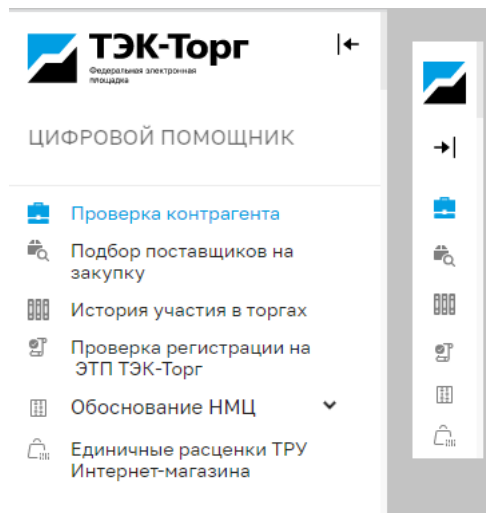 ТЭК-Торг
Федеральная электронная
площадка
ЦИФРОВОЙ ПОМОЩНИК
Проверка контрагента
Подбор поставщиков на
закупку
История участия в торгах
Проверка регистрации на
ЭТП ТЭК-Торг
Обоснование НМЦ
Единичные расценки ТРУ
Интернет-магазина